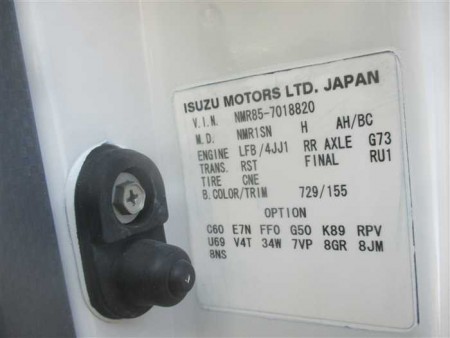 ISUZU MOTORS LTD. JAPAN
V.I.N. NMR85-7018820
M.D. NMR1SN H AH/BC
ENGINE LFB/4JJ1 RR AXLE G73
TRANS. RST FINAL RU1
TIRE CNE
B.COLOR/TRIM 729/155
OPTION
C60 E7N FF0 G50 K89 RPV
U69 V4T 34W 7VP 8GR 8JM
BNS